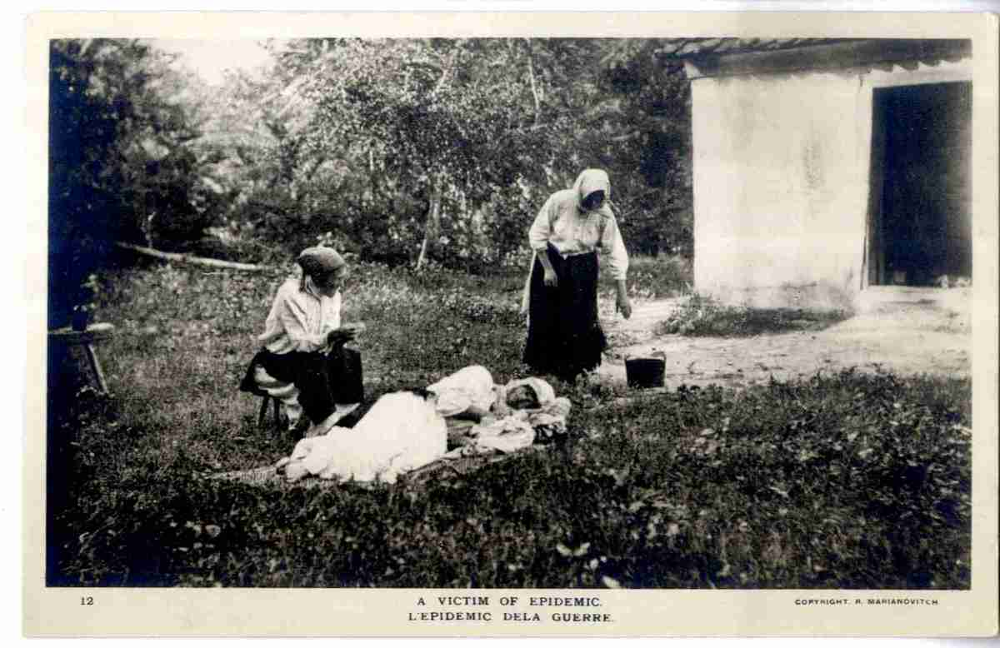 12
A VICTIM OF EPIDEMIC.
L'EPIDEMIC DELA GUERRE.
COPYRIGHT. R. MARIANOVITCH